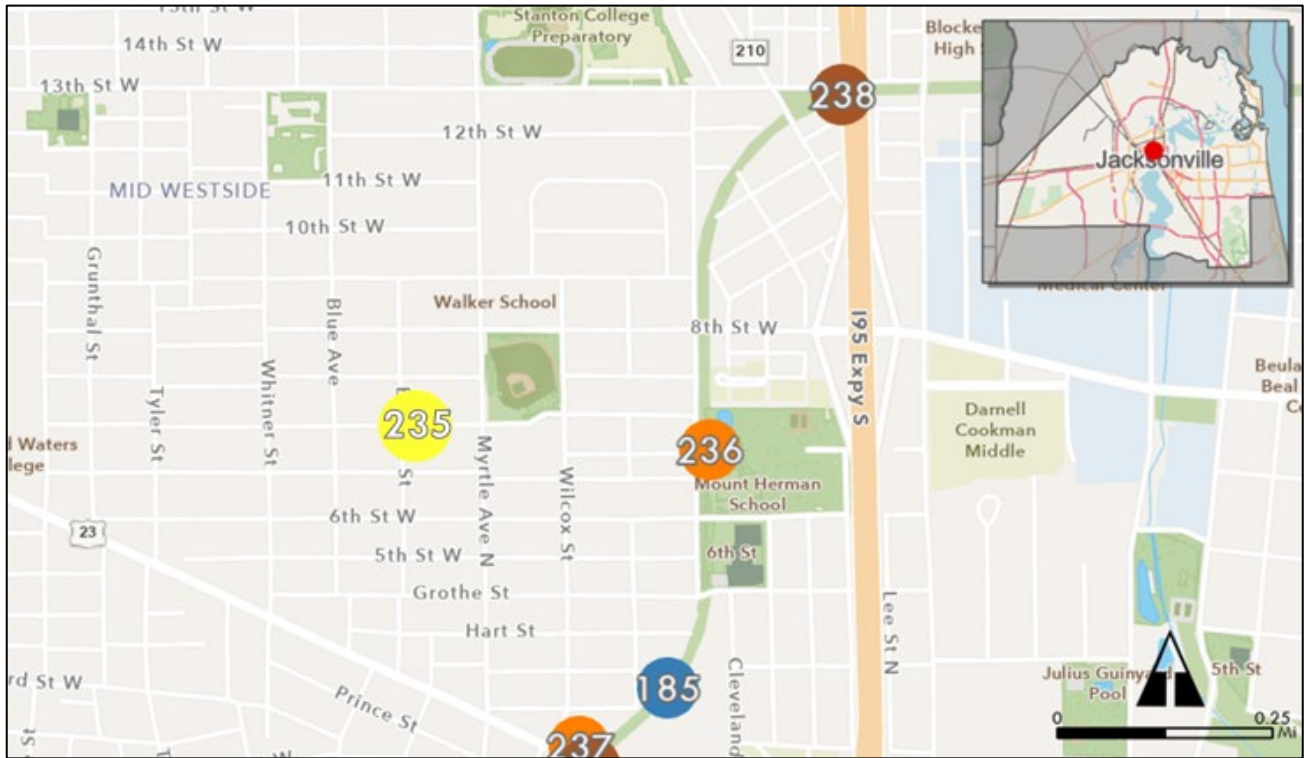 Stanton College
Preparatory
14th St W
13th St W
210
Blocke
High
238
12th St W
MID WESTSIDE
11th St W
10th St W
Jacksonville
Medical Center
Grunthal St
Tyler St
Whitner St
Blue Ave
Walker School
8th St W
I95 Expy S
Beula
Beal
235
St
Myrtle Ave N
Wilcox St
236
Mount Herman
School
Darnell
Cookman
Middle
d Waters
lege
23
6th St W
5th St W
6th St
Grothe St
Hart St
Lee St N
rd St W
Prince St
185
Cleveland
237
Julius Guinyard
Pool
5th St
0
0.25
Mi